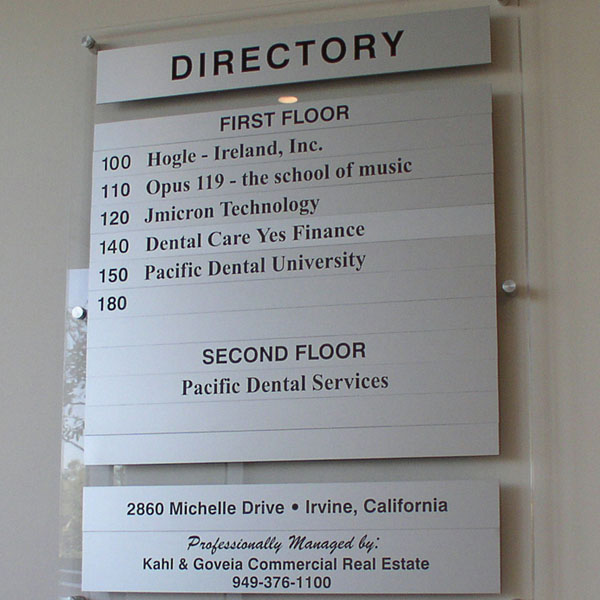 DIRECTORY
FIRST FLOOR
100 Hogle - Ireland, Inc.
110 Opus 119 - the school of music
120 Jmicron Technology
140 Dental Care Yes Finance
150 Pacific Dental University
180
SECOND FLOOR
Pacific Dental Services
2860 Michelle Drive • Irvine, California
Professionally Managed by:
Kahl & Goveia Commercial Real Estate
949-376-1100